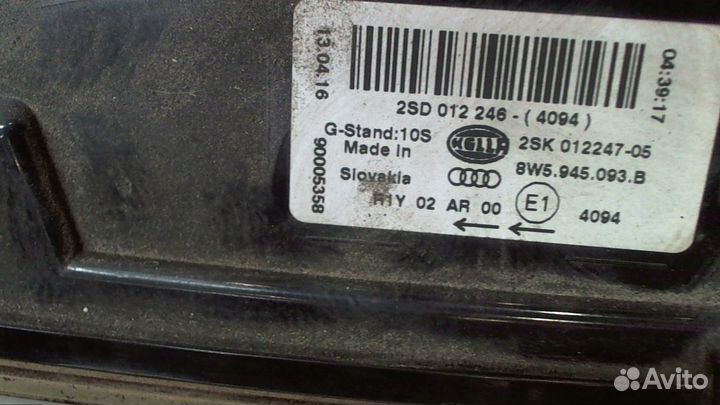 13.04.16
04:39:17
2SD 012 246-(4094)
G-Stand:10S
HELLA
2SK 012247-05
Made in
Slovakia
8W5.945.093.B
90005358
R1Y 02 AR 00
E1
4094
Avito